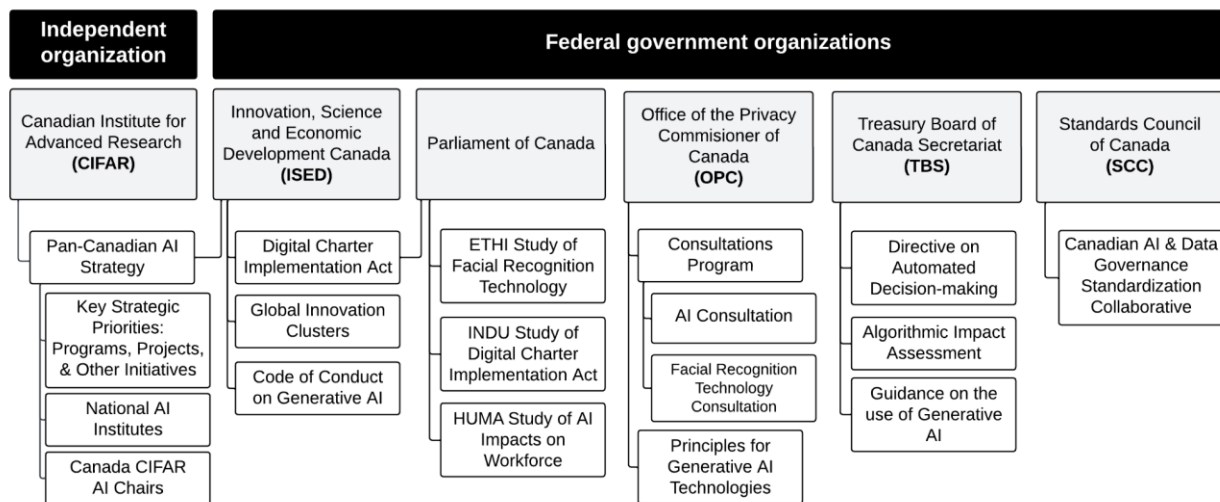 Independent
organization
Federal government organizations
Canadian Institute for
Advanced Research
(CIFAR)
Innovation, Science
and Economic
Development Canada
(ISED)
Parliament of Canada
Office of the Privacy
Commisioner of
Canada
(OPC)
Treasury Board of
Canada Secretariat
(TBS)
Standards Council
of Canada
(SCC)
Pan-Canadian AI
Strategy
Key Strategic
Priorities:
Programs, Projects,
& Other Initiatives
National AI
Institutes
Canada CIFAR
AI Chairs
Digital Charter
Implementation Act
Global Innovation
Clusters
Code of Conduct
on Generative AI
ETHI Study of
Facial Recognition
Technology
INDU Study of
Digital Charter
Implementation Act
HUMA Study of AI
Impacts on
Workforce
Consultations
Program
AI Consultation
Facial Recognition
Technology
Consultation
Principles for
Generative AI
Technologies
Directive on
Automated
Decision-making
Algorithmic Impact
Assessment
Guidance on the
use of Generative
AI
Canadian AI & Data
Governance
Standardization
Collaborative